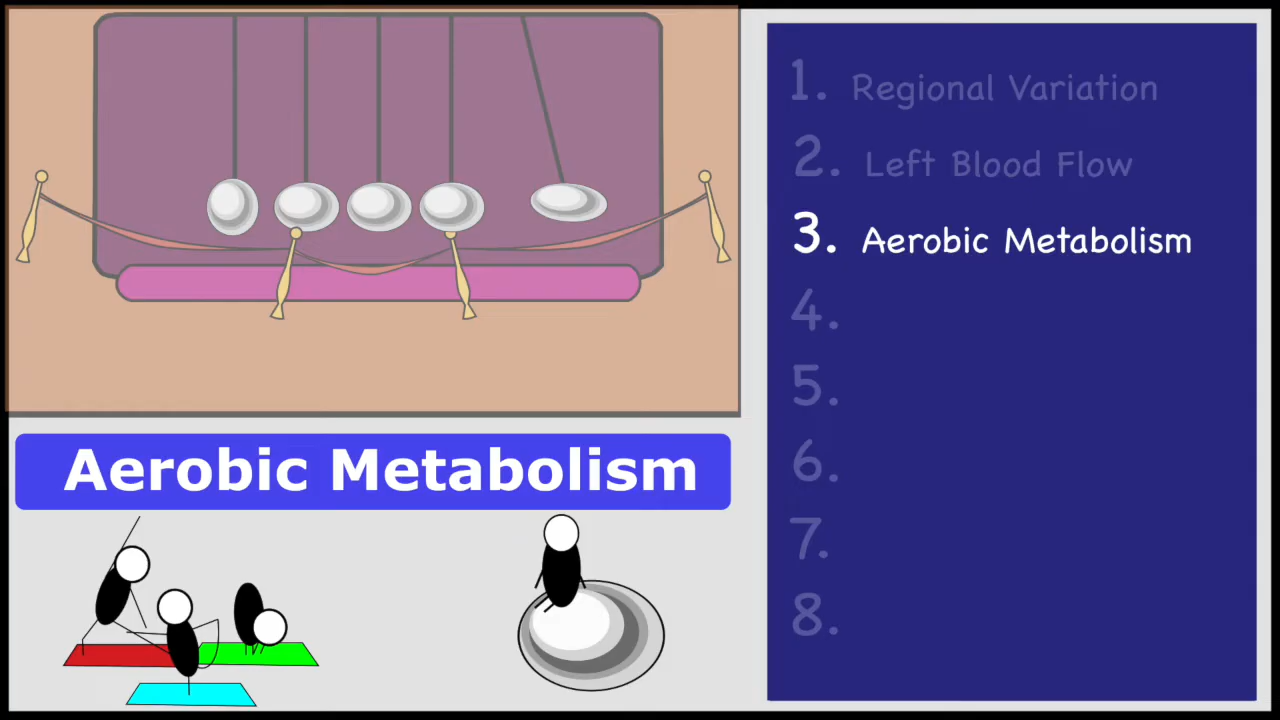 Aerobic Metabolism
1. Regional Variation
2. Left Blood Flow
3. Aerobic Metabolism
4.
5.
6.
7.
8.